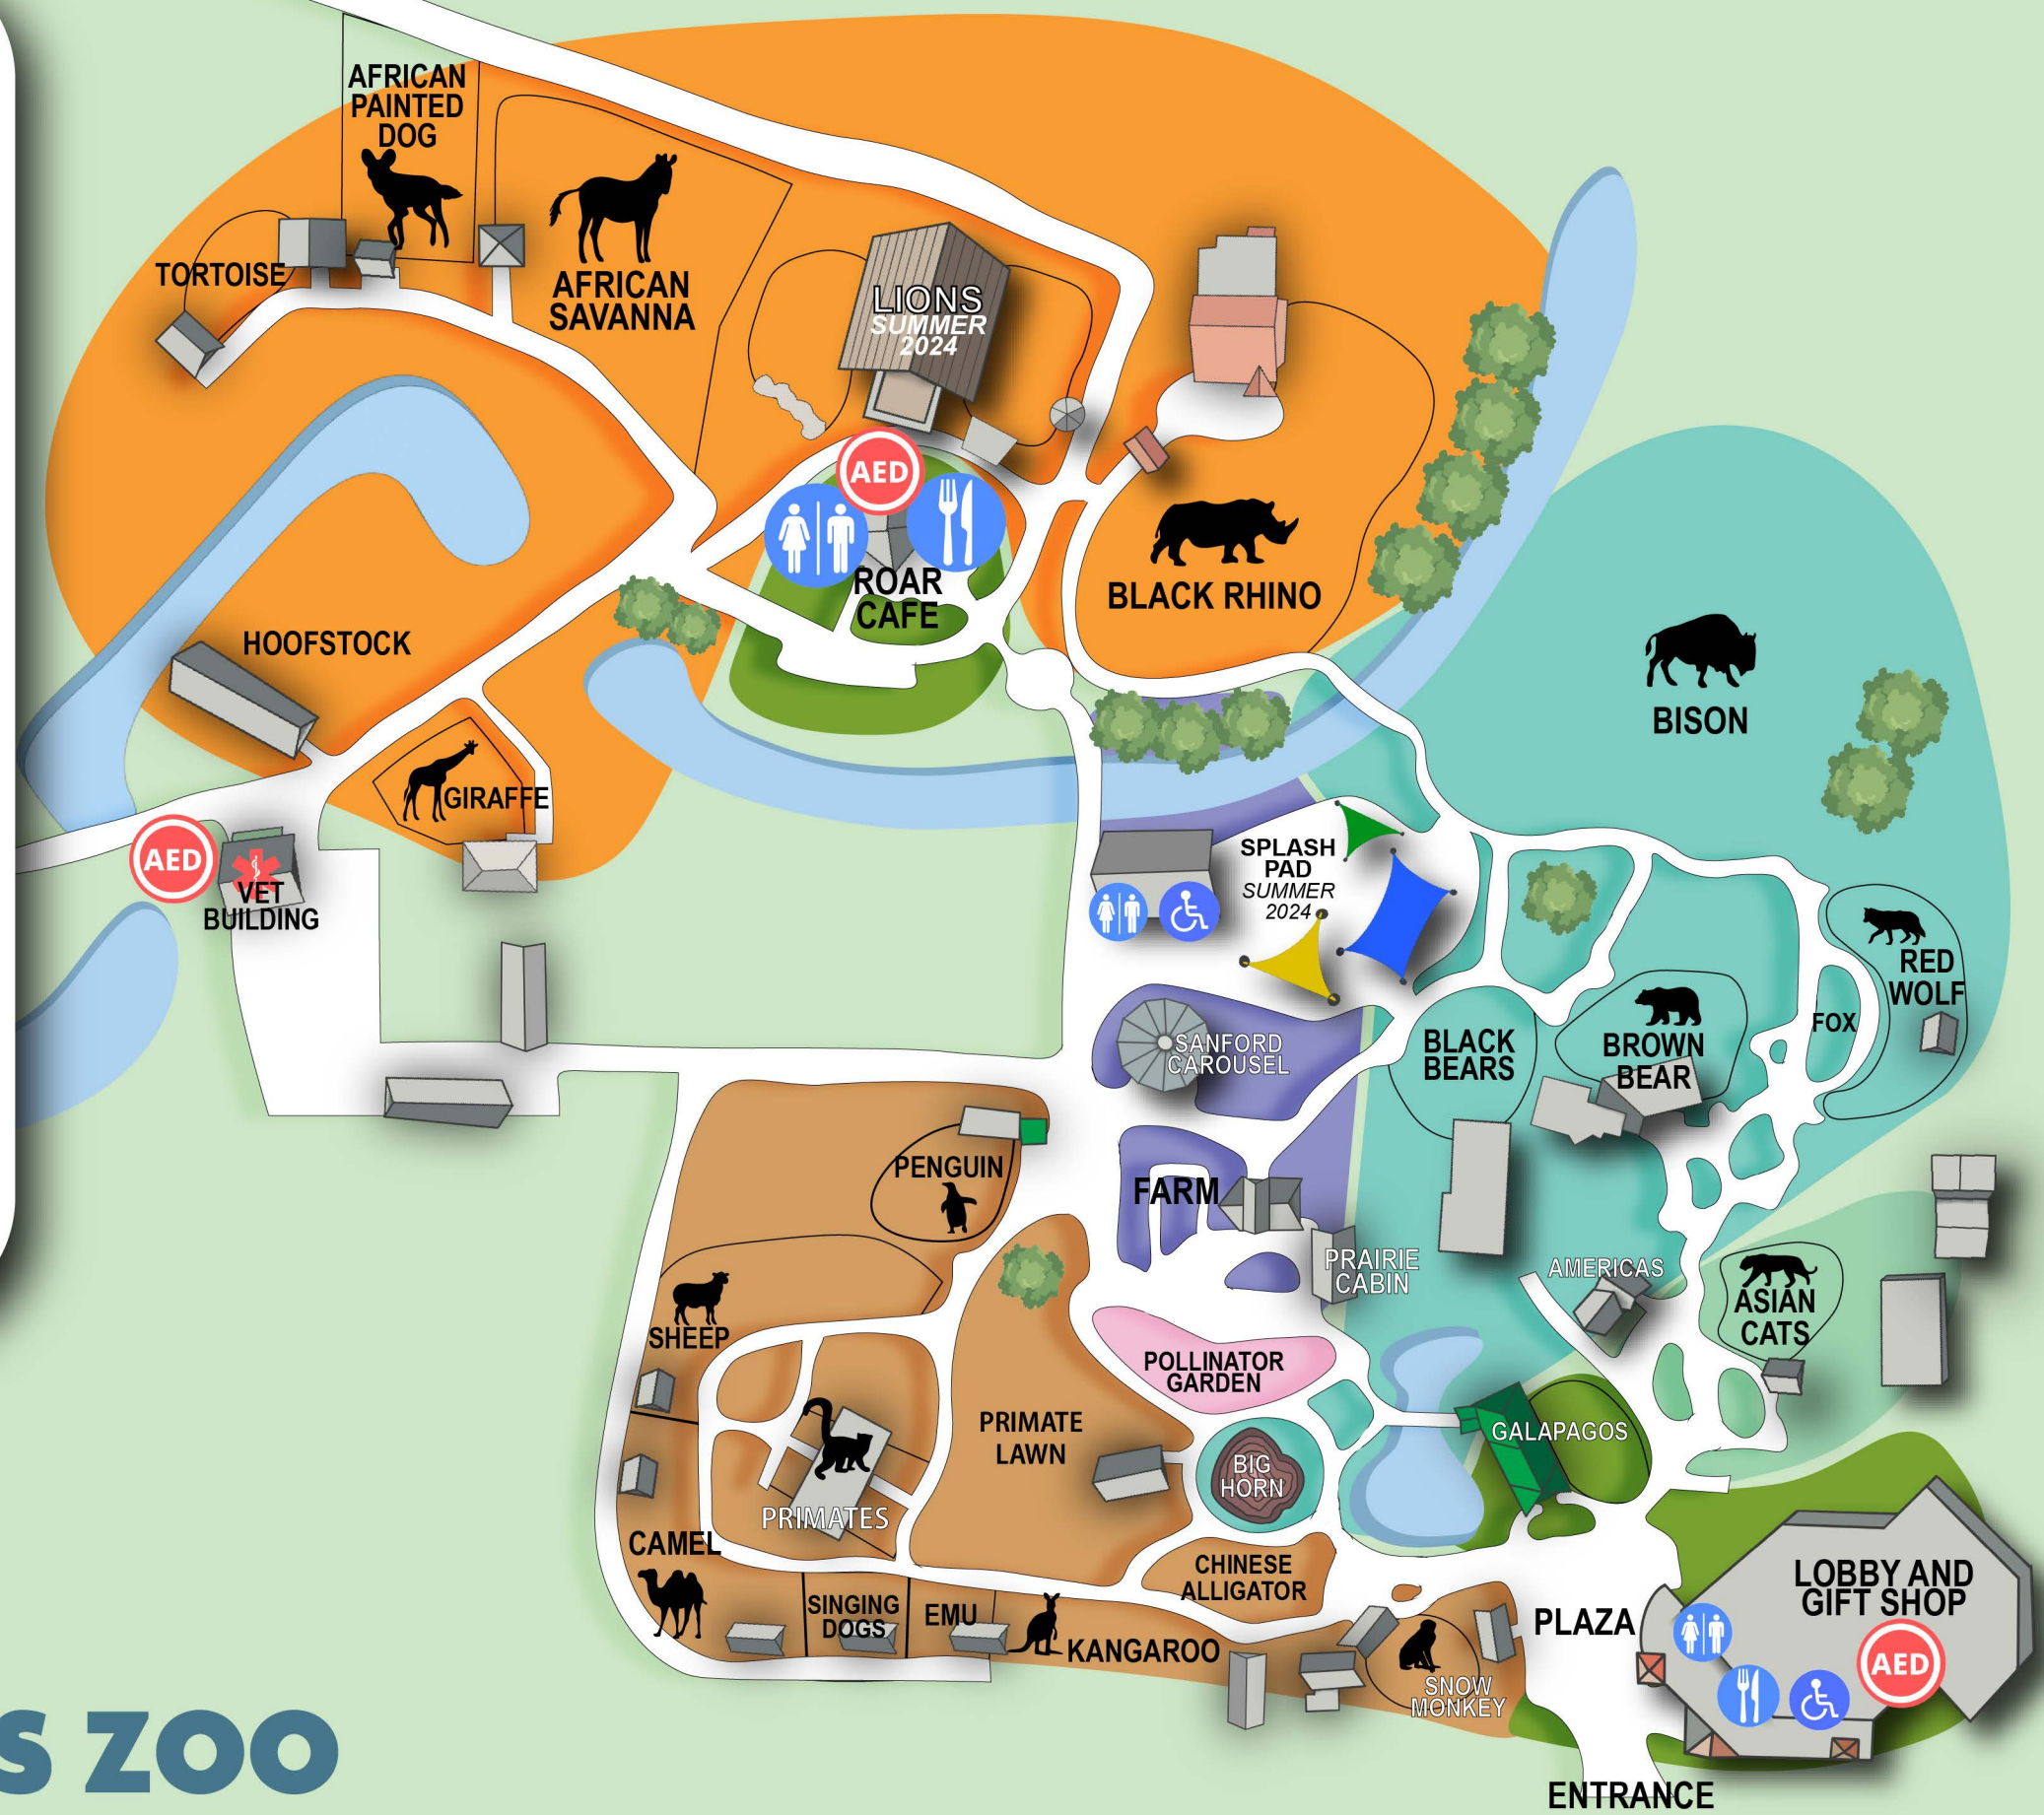 AFRICAN
PAINTED
DOG
TORTOISE
AFRICAN
SAVANNA
LIONS
SUMMER
2024
AED
ROAR
CAFE
BLACK RHINO
HOOFSTOCK
BISON
GIRAFFE
AED
VET
BUILDING
SPLASH
PAD
SUMMER
2024
RED
WOLF
FOX
SANFORD
CAROUSEL
BLACK
BEARS
BROWN
BEAR
PENGUIN
FARM
PRAIRIE
CABIN
AMERICAS
ASIAN
CATS
SHEEP
POLLINATOR
GARDEN
PRIMATE
LAWN
GALAPAGOS
BIG
HORN
PRIMATES
CAMEL
CHINESE
ALLIGATOR
SINGING
DOGS
EMU
KANGAROO
SNOW
MONKEY
PLAZA
LOBBY AND
GIFT SHOP
AED
S ZOO
ENTRANCE